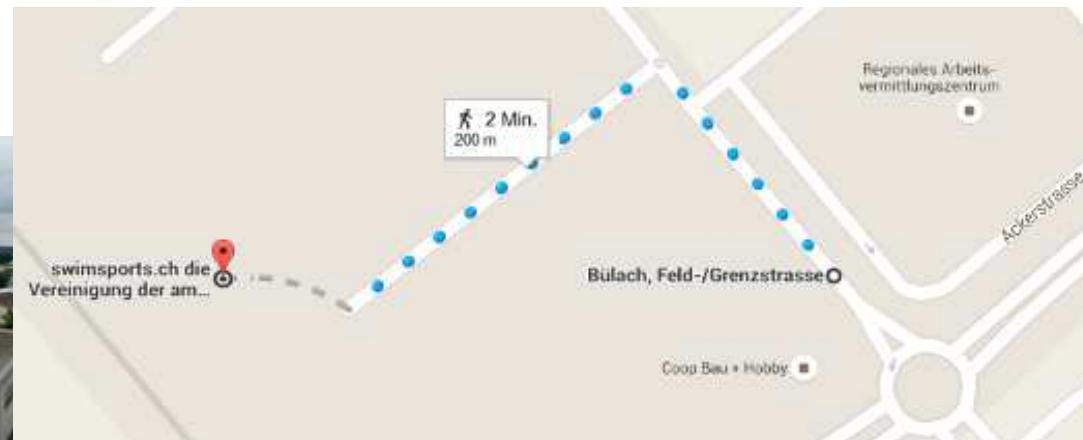 Regionales Arbeits-
vermittlungszentrum
2 Min.
200 m
Ackerstrasse
swimsports.ch die
Vereinigung der am...
Bülach, Feld-/Grenzstrasse
Coop Bau + Hobby